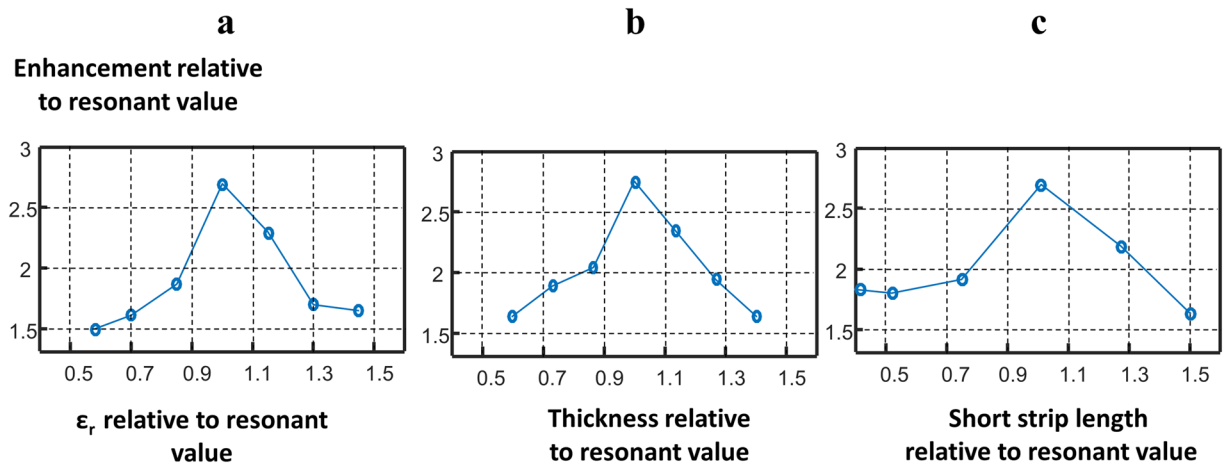 a
b
c
Enhancement relative
to resonant value
3
2.5
2
1.5
0.5 0.7 0.9 1.1 1.3 1.5
εr relative to resonant
value
3
2.5
2
1.5
0.5 0.7 0.9 1.1 1.3 1.5
Thickness relative
to resonant value
3
2.5
2
1.5
0.5 0.7 0.9 1.1 1.3 1.5
Short strip length
relative to resonant value